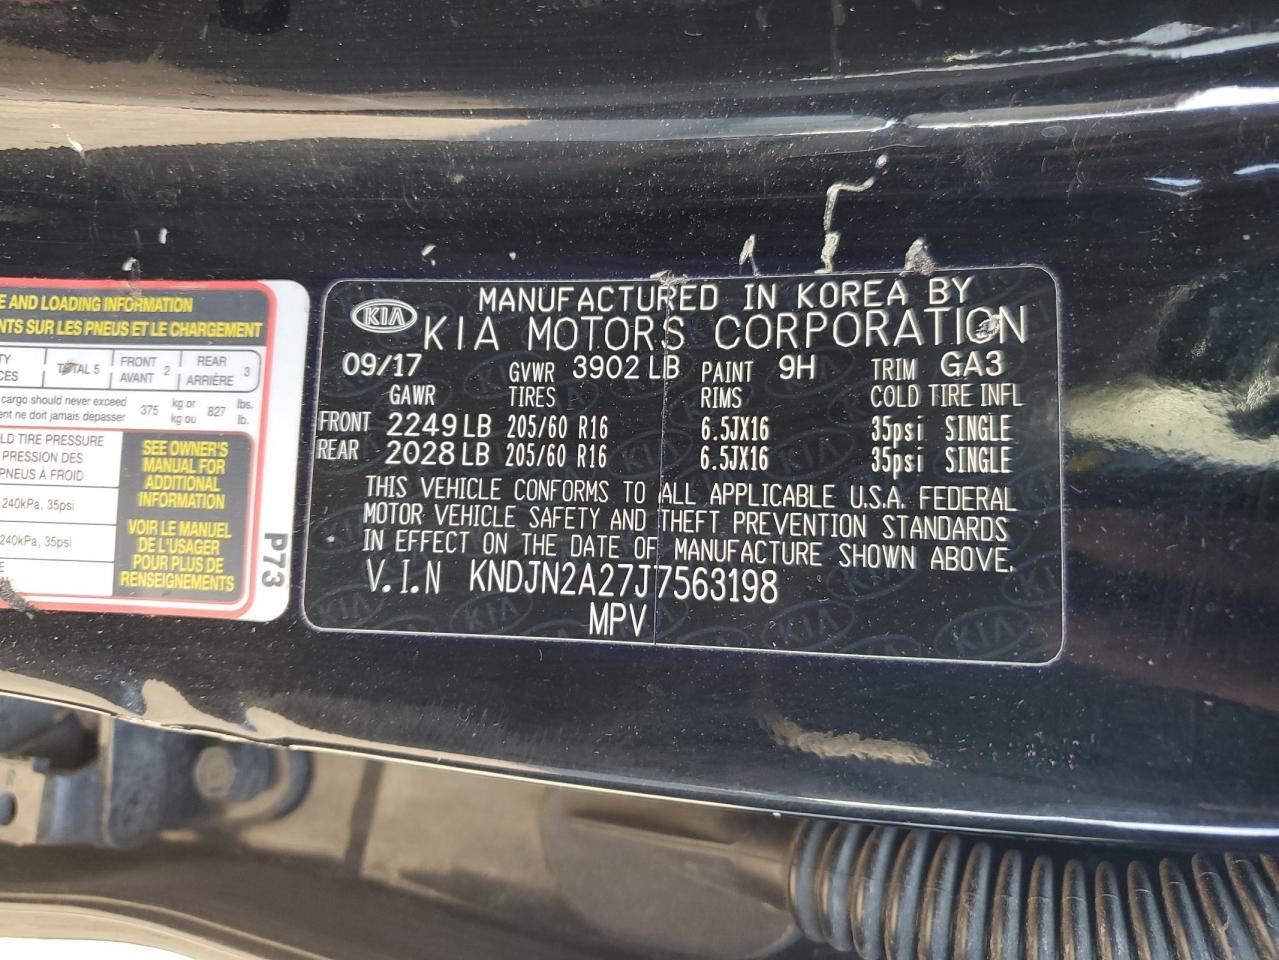 E AND LOADING INFORMATION
NTS SUR LES PNEUS ET LE CHARGEMENT
TOTAL 5 FRONT AVANT 2 REAR ARRIÈRE 3
cargo should never exceed
ent ne doit jamais dépasser 375 kg or kg ou 827 lbs. lb.
LD TIRE PRESSURE
PRESSION DES
PNEUS À FROID
240kPa, 35psi
240kPa, 35psi
SEE OWNER'S
MANUAL FOR
ADDITIONAL
INFORMATION
VOIR LE MANUEL
DE L'USAGER
POUR PLUS DE
RENSEIGNEMENTS
P73
KIA
MANUFACTURED IN KOREA BY
KIA MOTORS CORPORATION
09/17 GVWR 3902 LB PAINT 9H TRIM GA3
GAWR TIRES RIMS COLD TIRE INFL
FRONT 2249 LB 205/60 R16 6.5JX16 35psi SINGLE
REAR 2028 LB 205/60 R16 6.5JX16 35psi SINGLE
THIS VEHICLE CONFORMS TO ALL APPLICABLE U.S.A. FEDERAL
MOTOR VEHICLE SAFETY AND THEFT PREVENTION STANDARDS
IN EFFECT ON THE DATE OF MANUFACTURE SHOWN ABOVE.
V.I.N KNDJN2A27J7563198
MPV